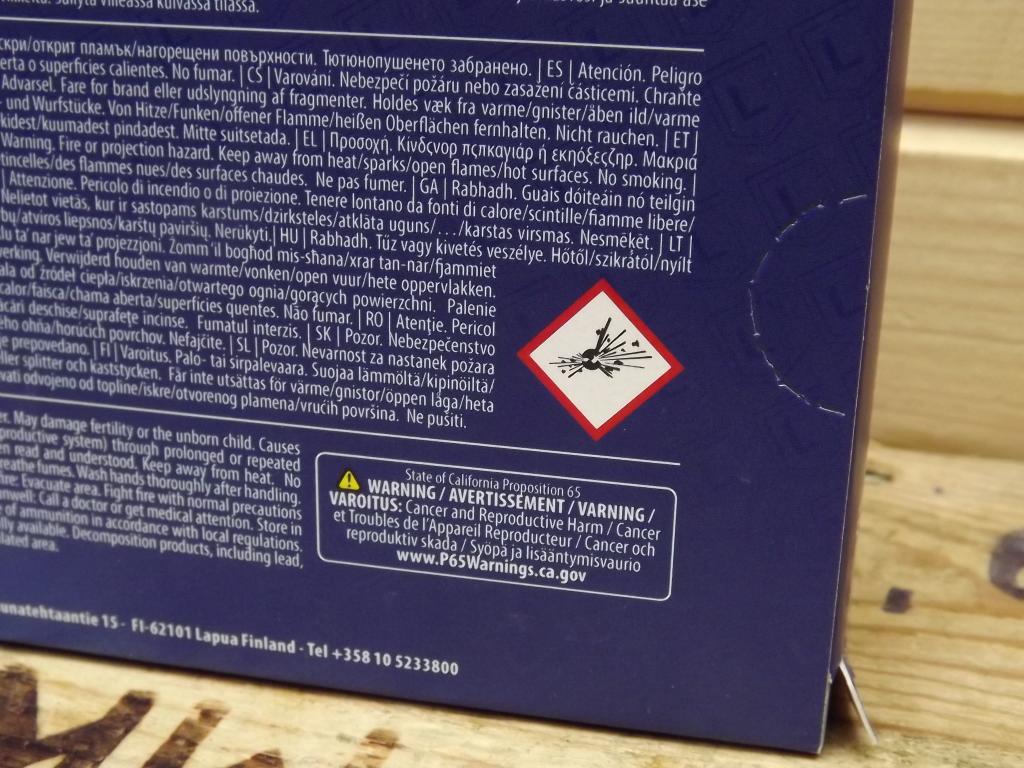 kuivassa tilassa.
скри/открит пламък/нагорещени повърхности. Тютюнопушенето забранено. | ES | Atención. Peligro
erta o superficies calientes. No fumar. | CS | Varování. Nebezpečí požáru nebo zasažení částicemi. Chraňte
Advarsel. Fare for brand eller udslyngning af fragmenter. Holdes væk fra varme/gnister/åben ild/varme
- und Wurfstücke. Von Hitze/Funken/offener Flamme/heißen Oberflächen fernhalten. Nicht rauchen. | ET |
kidest/kuumadest pindadest. Mitte suitsetada. | EL | Προσοχή. Μακριά
Warning. Fire or projection hazard. Keep away from heat/sparks/open flames/hot surfaces. No smoking. |
tincelles/des flammes nues/des surfaces chaudes. Ne pas fumer. | GA | Rabhadh. Guais dóiteáin nó teilgin
| Attenzione. Pericolo di incendio o di proiezione. Tenere lontano da fonti di calore/scintille/fiamme libere/
Nelietot vietās, kur ir sastopams karstums/dzirksteles/atklāta uguns/.../karstas virsmas. Nesmēķēt. | LT |
bų/atviros liepsnos/karštų paviršių. Nerūkyti. | HU | Rabhadh. Tűz vagy kivetés veszélye. Hőtől/szikrától/nyílt
lu ta' nar jew ta' projezzjoni. Żomm 'il bogħod mis-sħana/xrar tan-nar/fjammiet
erking. Verwijderd houden van warmte/vonken/open vuur/hete oppervlakken.
ala od źródeł ciepła/iskrzenia/otwartego ognia/gorących powierzchni. Palenie
calor/faísca/chama aberta/superfícies quentes. Não fumar. | RO | Atenţie. Pericol
ăcări deschise/suprafeţe incinse. Fumatul interzis. | SK | Pozor. Nebezpečenstvo
ého ohňa/horúcich povrchov. Nefajčite. | SL | Pozor. Nevarnost za nastanek požara
je prepovedano. | FI | Varoitus. Palo- tai sirpalevaara. Suojaa lämmöltä/kipinöiltä/
ller splitter och kaststycken. Får inte utsättas för värme/gnistor/öppen låga/heta
vati odvojeno od topline/iskre/otvorenog plamena/vrućih površina. Ne pušiti.
er. May damage fertility or the unborn child. Causes
productive system) through prolonged or repeated
en read and understood. Keep away from heat. No
reathe fumes. Wash hands thoroughly after handling.
fire: Evacuate area. Fight fire with normal precautions
unwell: Call a doctor or get medical attention. Store in
e of ammunition in accordance with local regulations.
lly available. Decomposition products, including lead,
lated area.
State of California Proposition 65
WARNING / AVERTISSEMENT / VARNING /
VAROITUS: Cancer and Reproductive Harm / Cancer
et Troubles de l'Appareil Reproducteur / Cancer och
reproduktiv skada / Syöpä ja lisääntymisvaurio
www.P65Warnings.ca.gov
unatehtaantie 15 - FI-62101 Lapua Finland - Tel +358 10 5233800